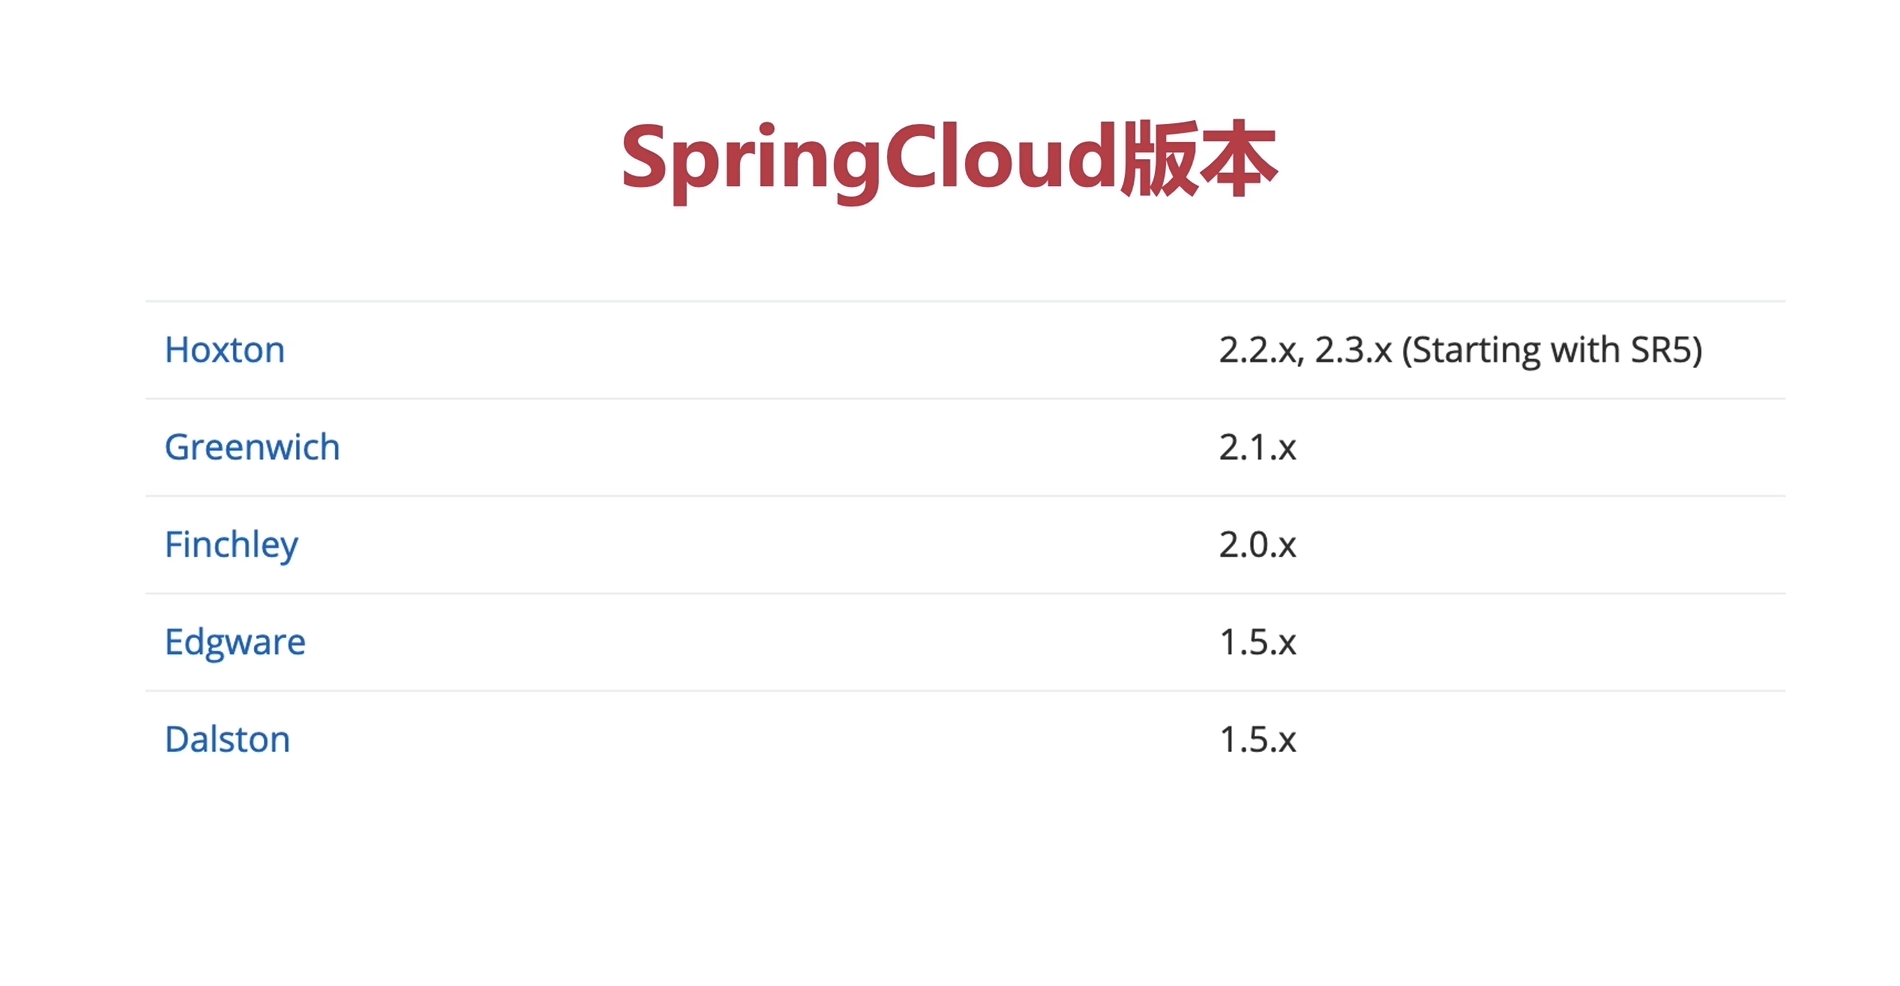 SpringCloud版本
Hoxton 2.2.x, 2.3.x (Starting with SR5)
Greenwich 2.1.x
Finchley 2.0.x
Edgware 1.5.x
Dalston 1.5.x